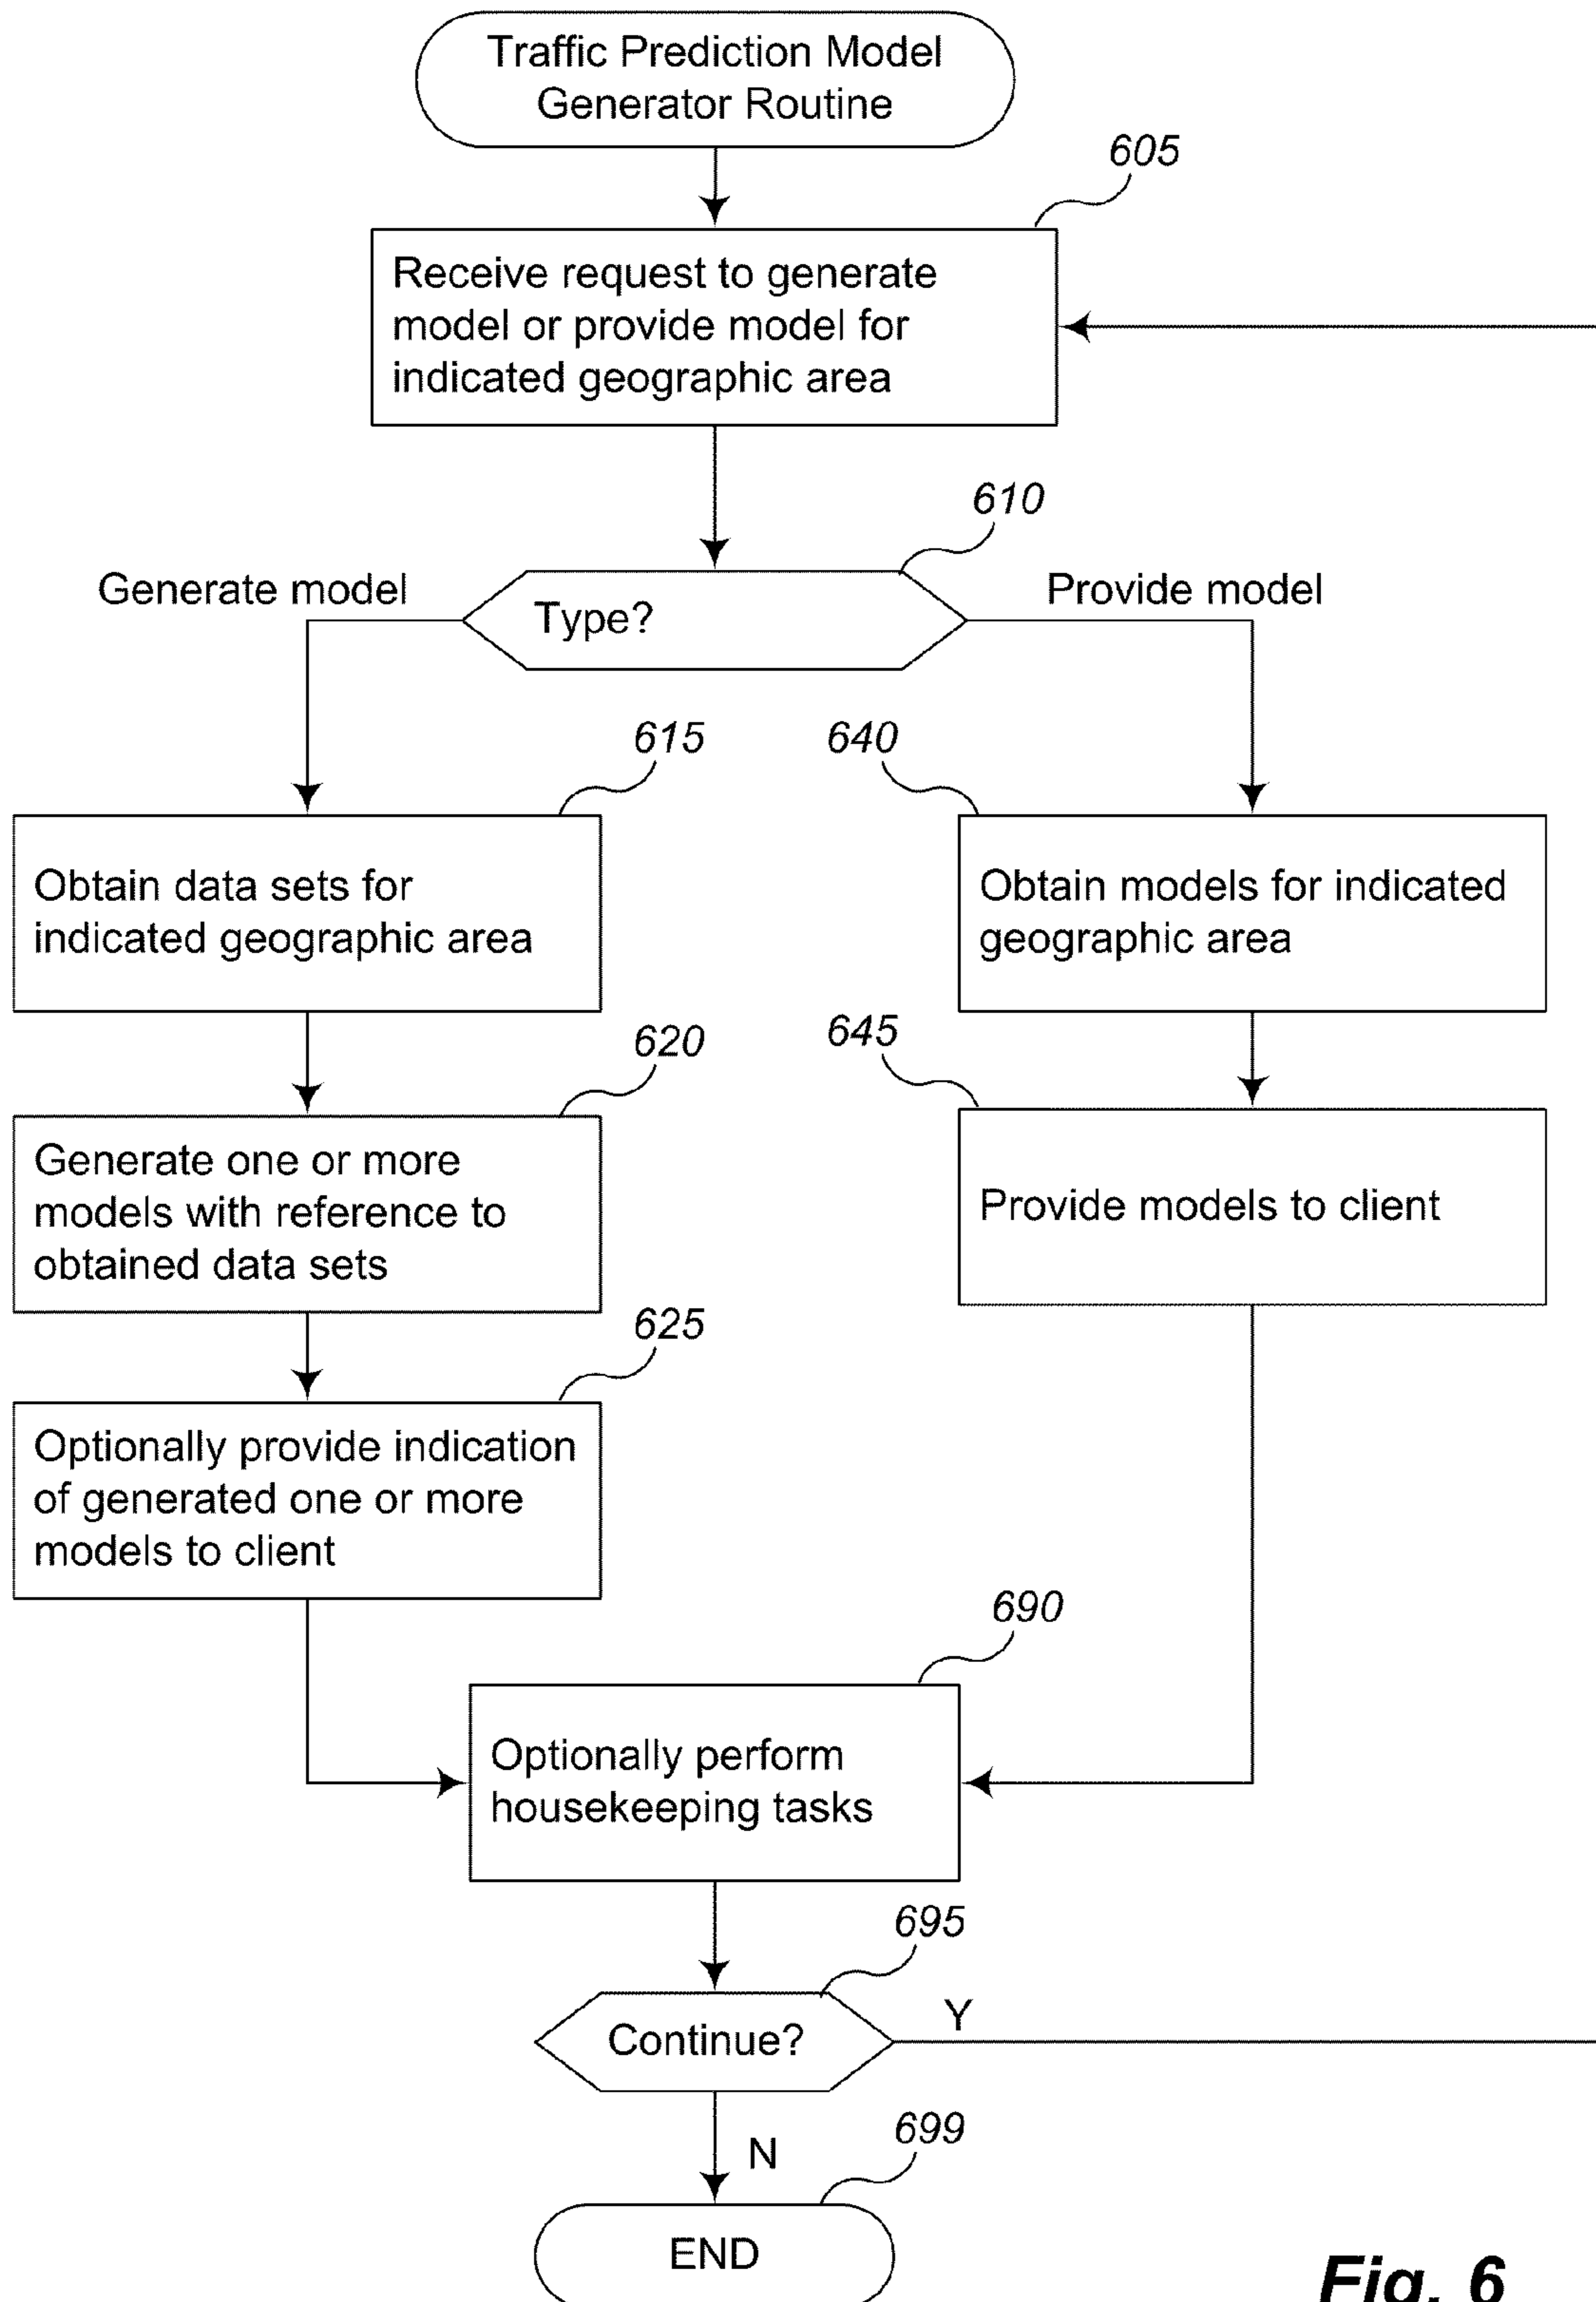 Traffic Prediction Model
Generator Routine
605
Receive request to generate
model or provide model for
indicated geographic area
610
Generate model
Type?
Provide model
615
640
Obtain data sets for
indicated geographic area
Obtain models for indicated
geographic area
620
645
Generate one or more
models with reference to
obtained data sets
Provide models to client
625
Optionally provide indication
of generated one or more
models to client
690
Optionally perform
housekeeping tasks
695
Continue?
Y
N
699
END
Fig. 6